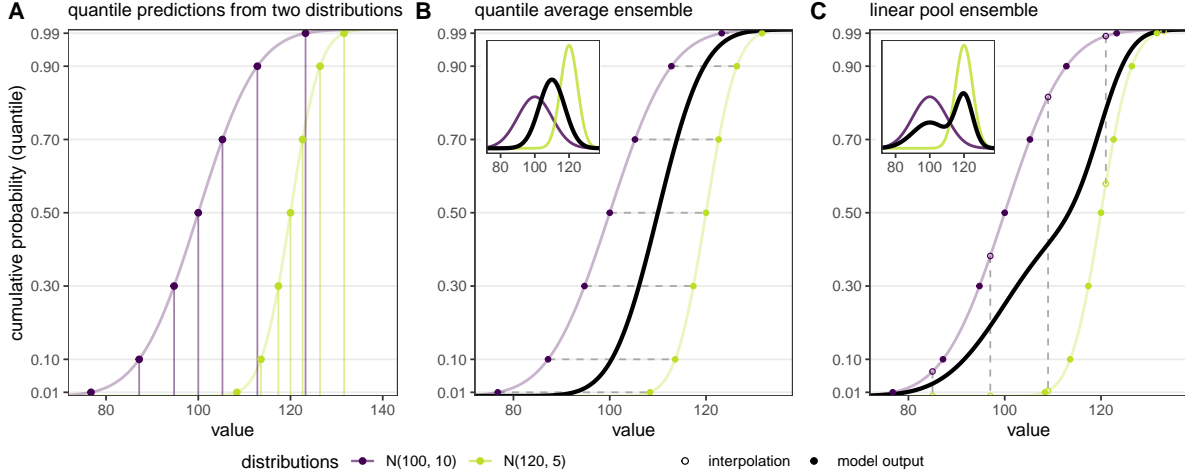 A quantile predictions from two distributions
cumulative probability (quantile)
0.99
0.90
0.70
0.50
0.30
0.10
0.01
80 100 120 140
value
B quantile average ensemble
0.99
0.90
0.70
0.50
0.30
0.10
0.01
80 100 120
80 100 120
value
C linear pool ensemble
0.99
0.90
0.70
0.50
0.30
0.10
0.01
80 100 120
80 100 120
value
distributions N(100, 10) N(120, 5) interpolation model output